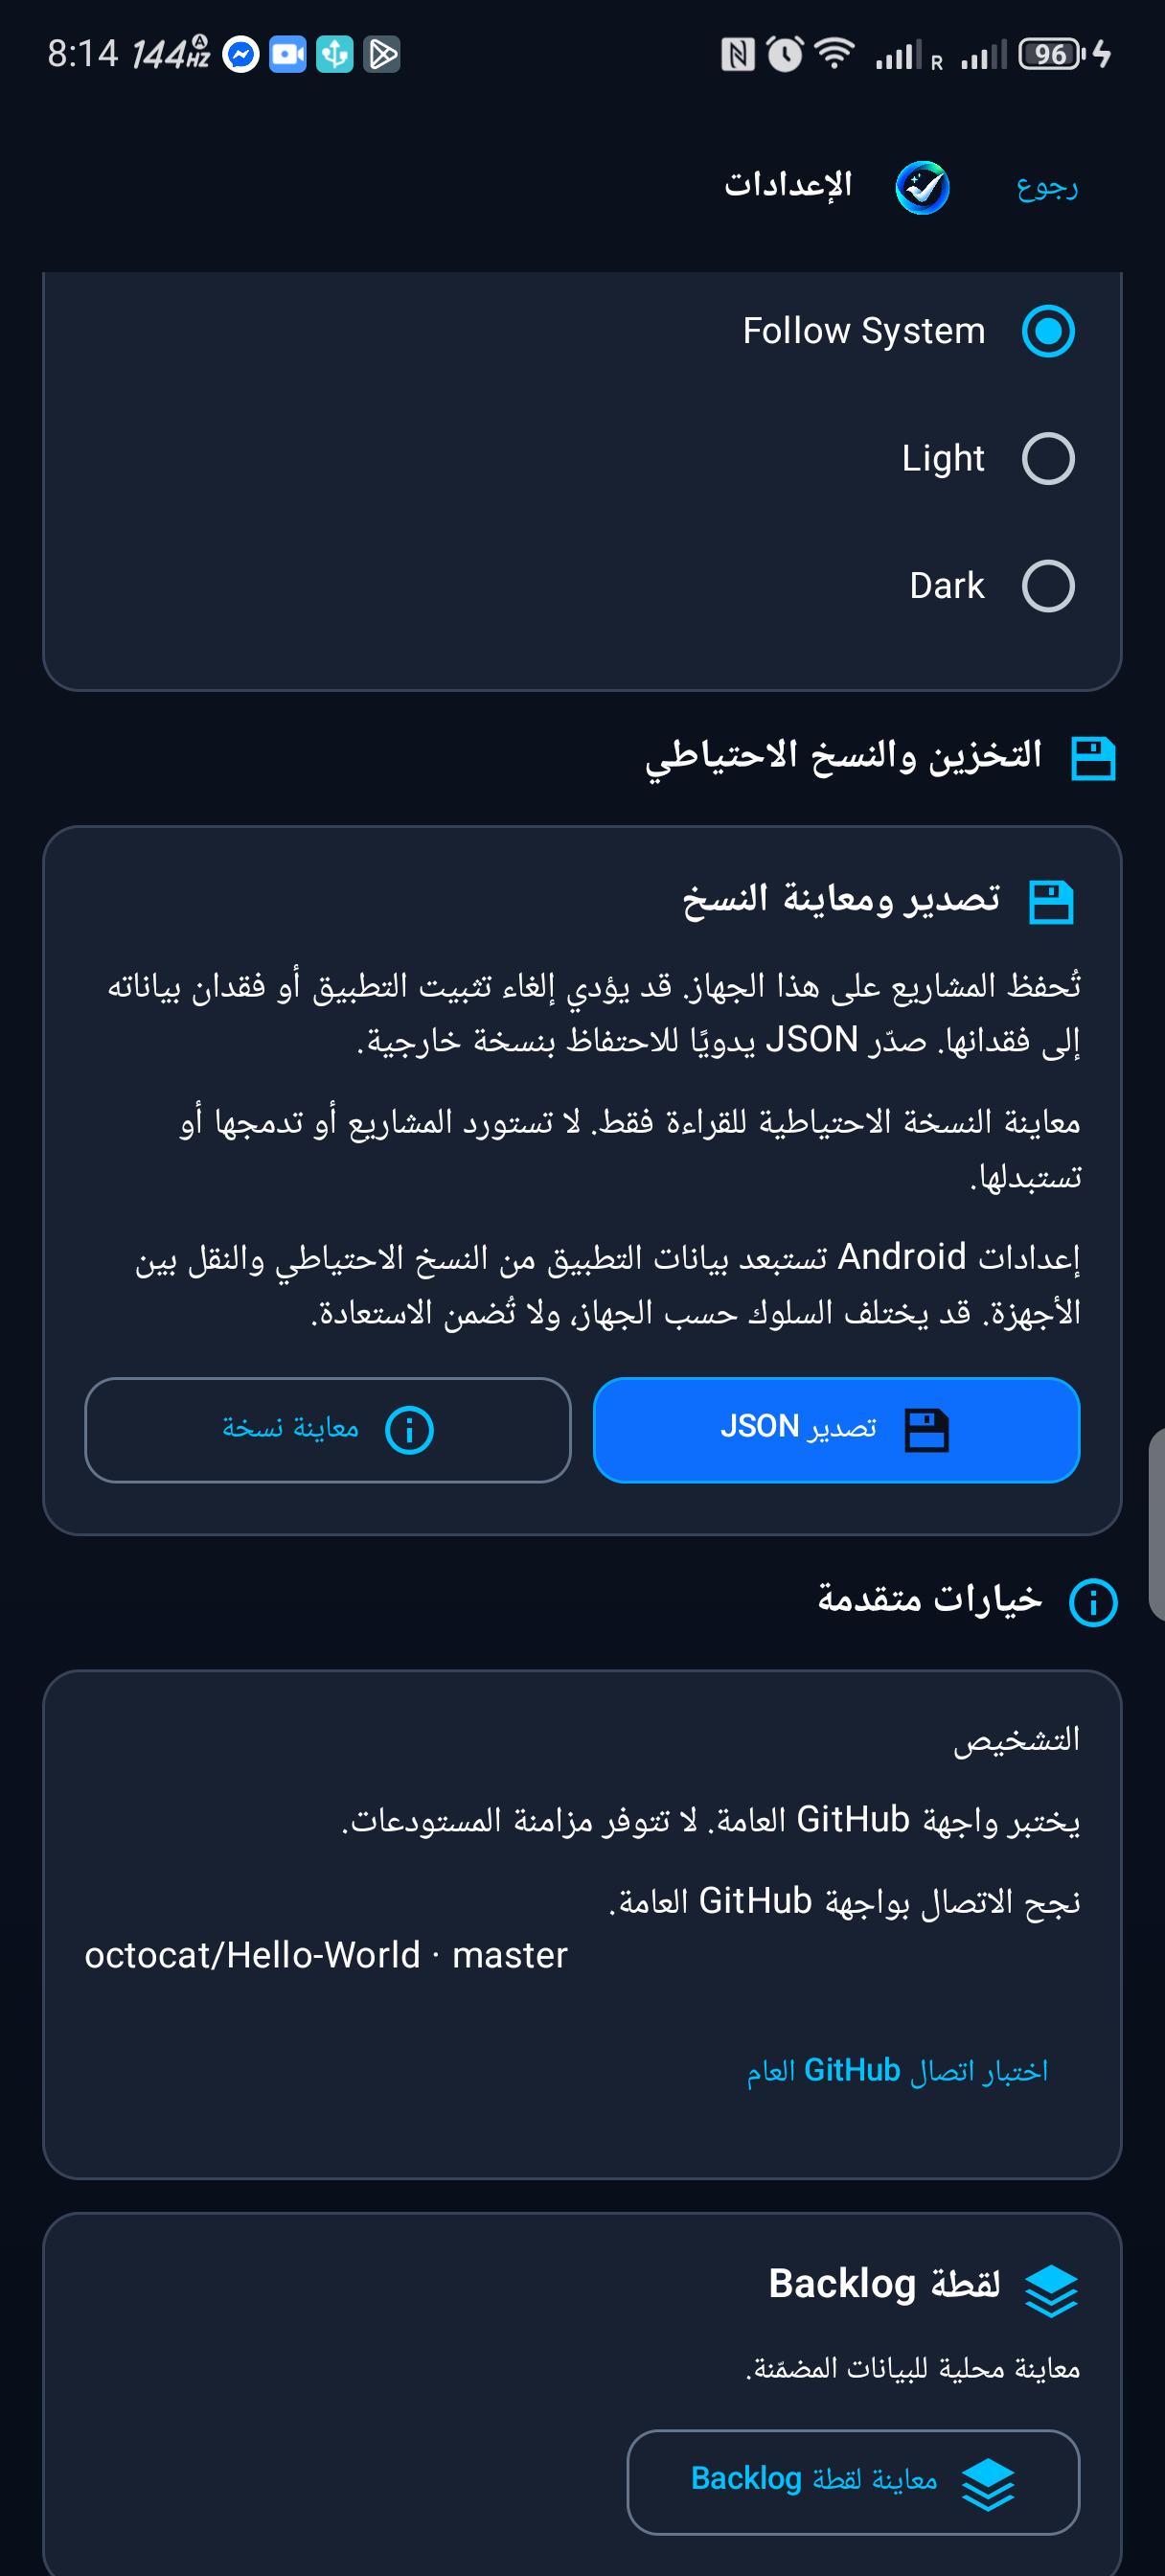 8:14 144HZ A R 96
رجوع
الإعدادات
Follow System
Light
Dark
التخزين والنسخ الاحتياطي
تصدير ومعاينة النسخ
تُحفظ المشاريع على هذا الجهاز. قد يؤدي إلغاء تثبيت التطبيق أو فقدان بياناته
إلى فقدانها. صدّر JSON يدويًا للاحتفاظ بنسخة خارجية.
معاينة النسخة الاحتياطية للقراءة فقط. لا تستورد المشاريع أو تدمجها أو
تستبدلها.
إعدادات Android تستبعد بيانات التطبيق من النسخ الاحتياطي والنقل بين
الأجهزة. قد يختلف السلوك حسب الجهاز، ولا تُضمن الاستعادة.
تصدير JSON
معاينة نسخة
خيارات متقدمة
التشخيص
يختبر واجهة GitHub العامة. لا تتوفر مزامنة المستودعات.
نجح الاتصال بواجهة GitHub العامة.
octocat/Hello-World · master
اختبار اتصال GitHub العام
لقطة Backlog
معاينة محلية للبيانات المضمّنة.
معاينة لقطة Backlog